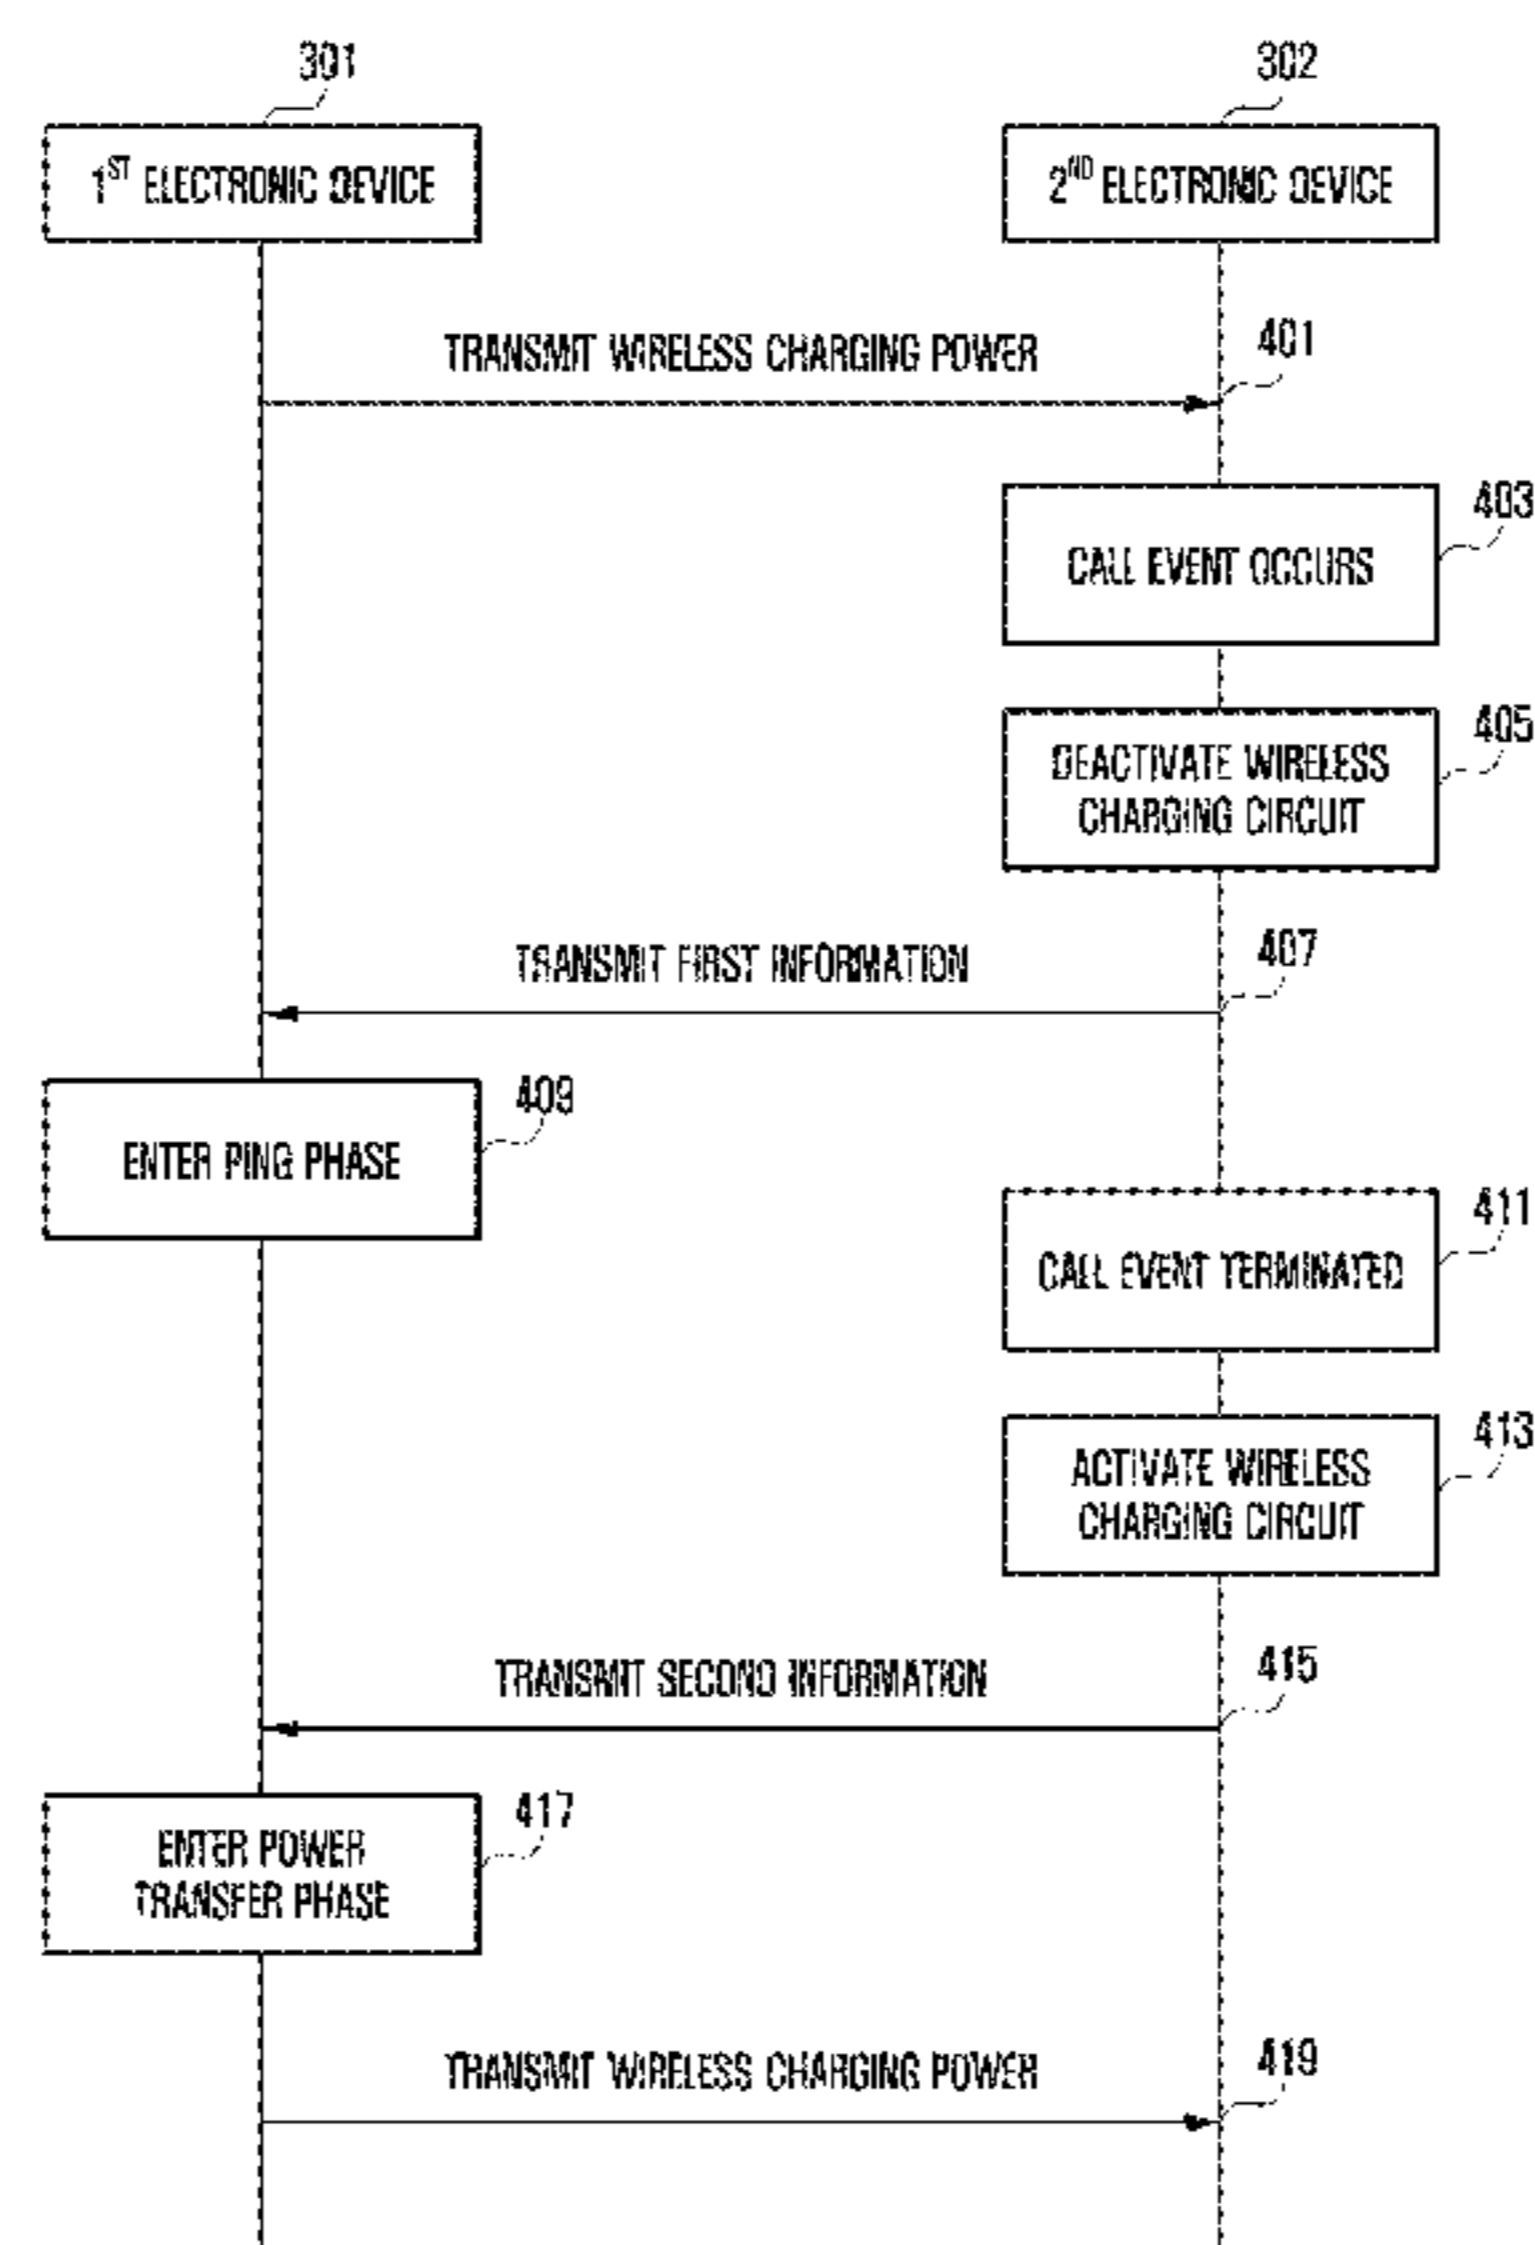 301
302
1ST ELECTRONIC DEVICE
2ND ELECTRONIC DEVICE
TRANSMIT WIRELESS CHARGING POWER
401
403
CALL EVENT OCCURS
405
DEACTIVATE WIRELESS
CHARGING CIRCUIT
TRANSMIT FIRST INFORMATION
407
409
ENTER PING PHASE
411
CALL EVENT TERMINATED
413
ACTIVATE WIRELESS
CHARGING CIRCUIT
TRANSMIT SECOND INFORMATION
415
417
ENTER POWER
TRANSFER PHASE
TRANSMIT WIRELESS CHARGING POWER
419